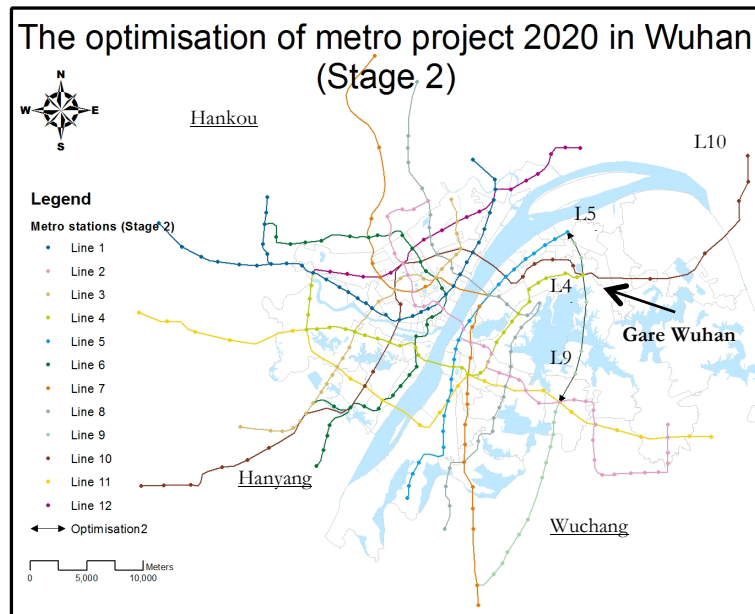 The optimisation of metro project 2020 in Wuhan
(Stage 2)
N
W E
S
Hankou
L10
Legend
Metro stations (Stage 2)
Line 1
Line 2
Line 3
Line 4
Line 5
Line 6
Line 7
Line 8
Line 9
Line 10
Line 11
Line 12
Optimisation2
L5
L4
Gare Wuhan
L9
Hanyang
Wuchang
Meters
0 5,000 10,000